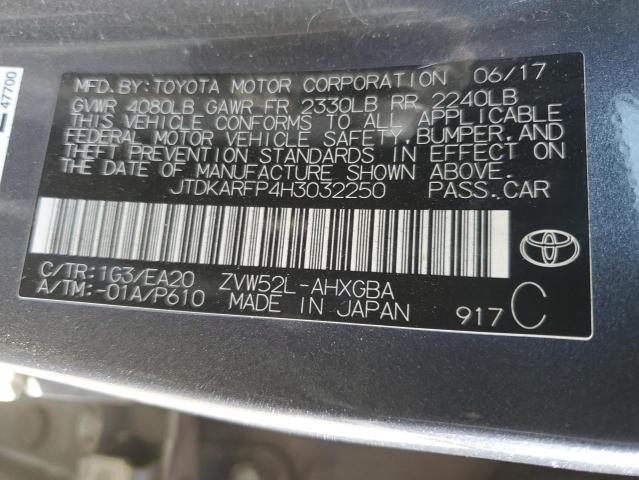 47700
MFD.BY:TOYOTA MOTOR CORPORATION 06/17
GVWR 4080LB GAWR FR 2330LB RR 2240LB
THIS VEHICLE CONFORMS TO ALL APPLICABLE
FEDERAL MOTOR VEHICLE SAFETY,BUMPER,AND
THEFT PREVENTION STANDARDS IN EFFECT ON
THE DATE OF MANUFACTURE SHOWN ABOVE.
JTDKARFP4H3032250 PASS.CAR
C/TR:1G3/EA20 ZVW52L-AHXGBA
A/TM:-01A/P610 MADE IN JAPAN 917 C
TOYOTA